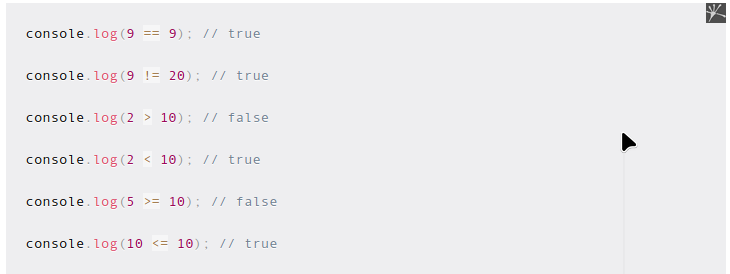 console.log(9 == 9); // true
console.log(9 != 20); // true
console.log(2 > 10); // false
console.log(2 < 10); // true
console.log(5 >= 10); // false
console.log(10 <= 10); // true